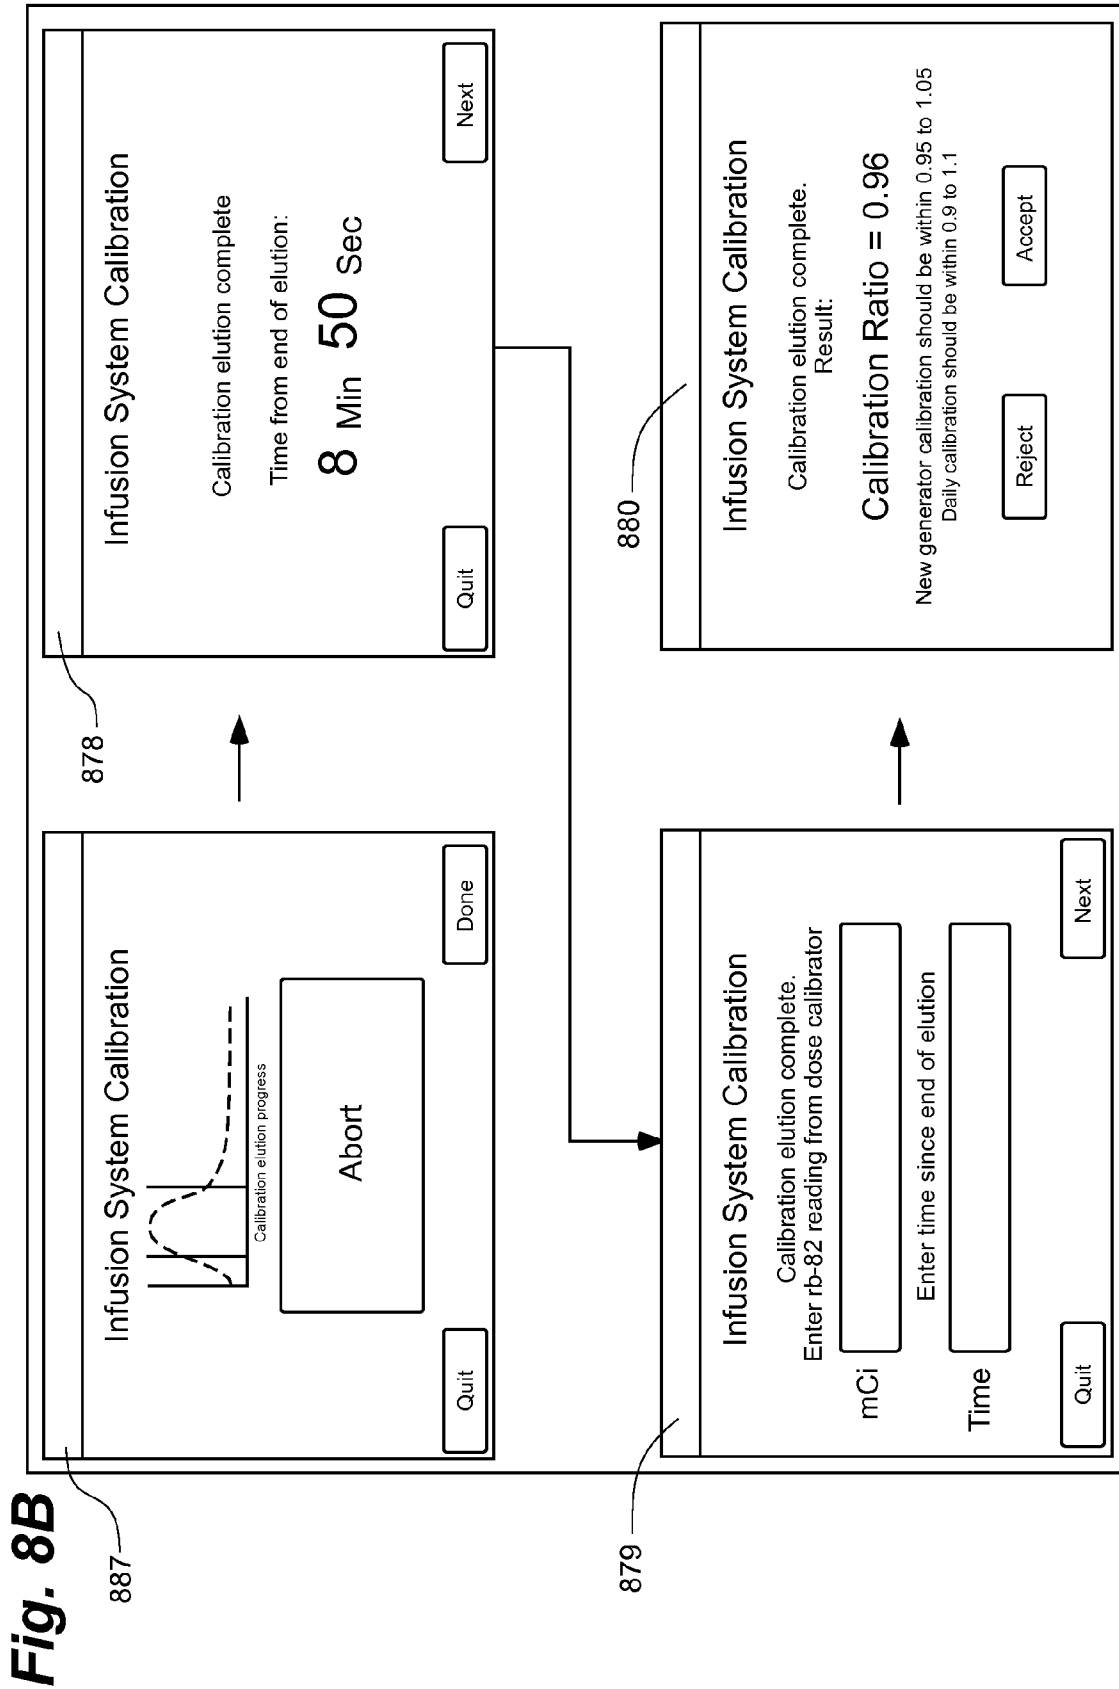 Fig. 8B
887
Infusion System Calibration
Calibration elution progress
Abort
Quit
Done
878
Infusion System Calibration
Calibration elution complete
Time from end of elution:
8 Min 50 Sec
Quit
Next
879
Infusion System Calibration
Calibration elution complete.
Enter rb-82 reading from dose calibrator
mCi
Enter time since end of elution
Time
Quit
Next
880
Infusion System Calibration
Calibration elution complete.
Result:
Calibration Ratio = 0.96
New generator calibration should be within 0.95 to 1.05
Daily calibration should be within 0.9 to 1.1
Reject
Accept